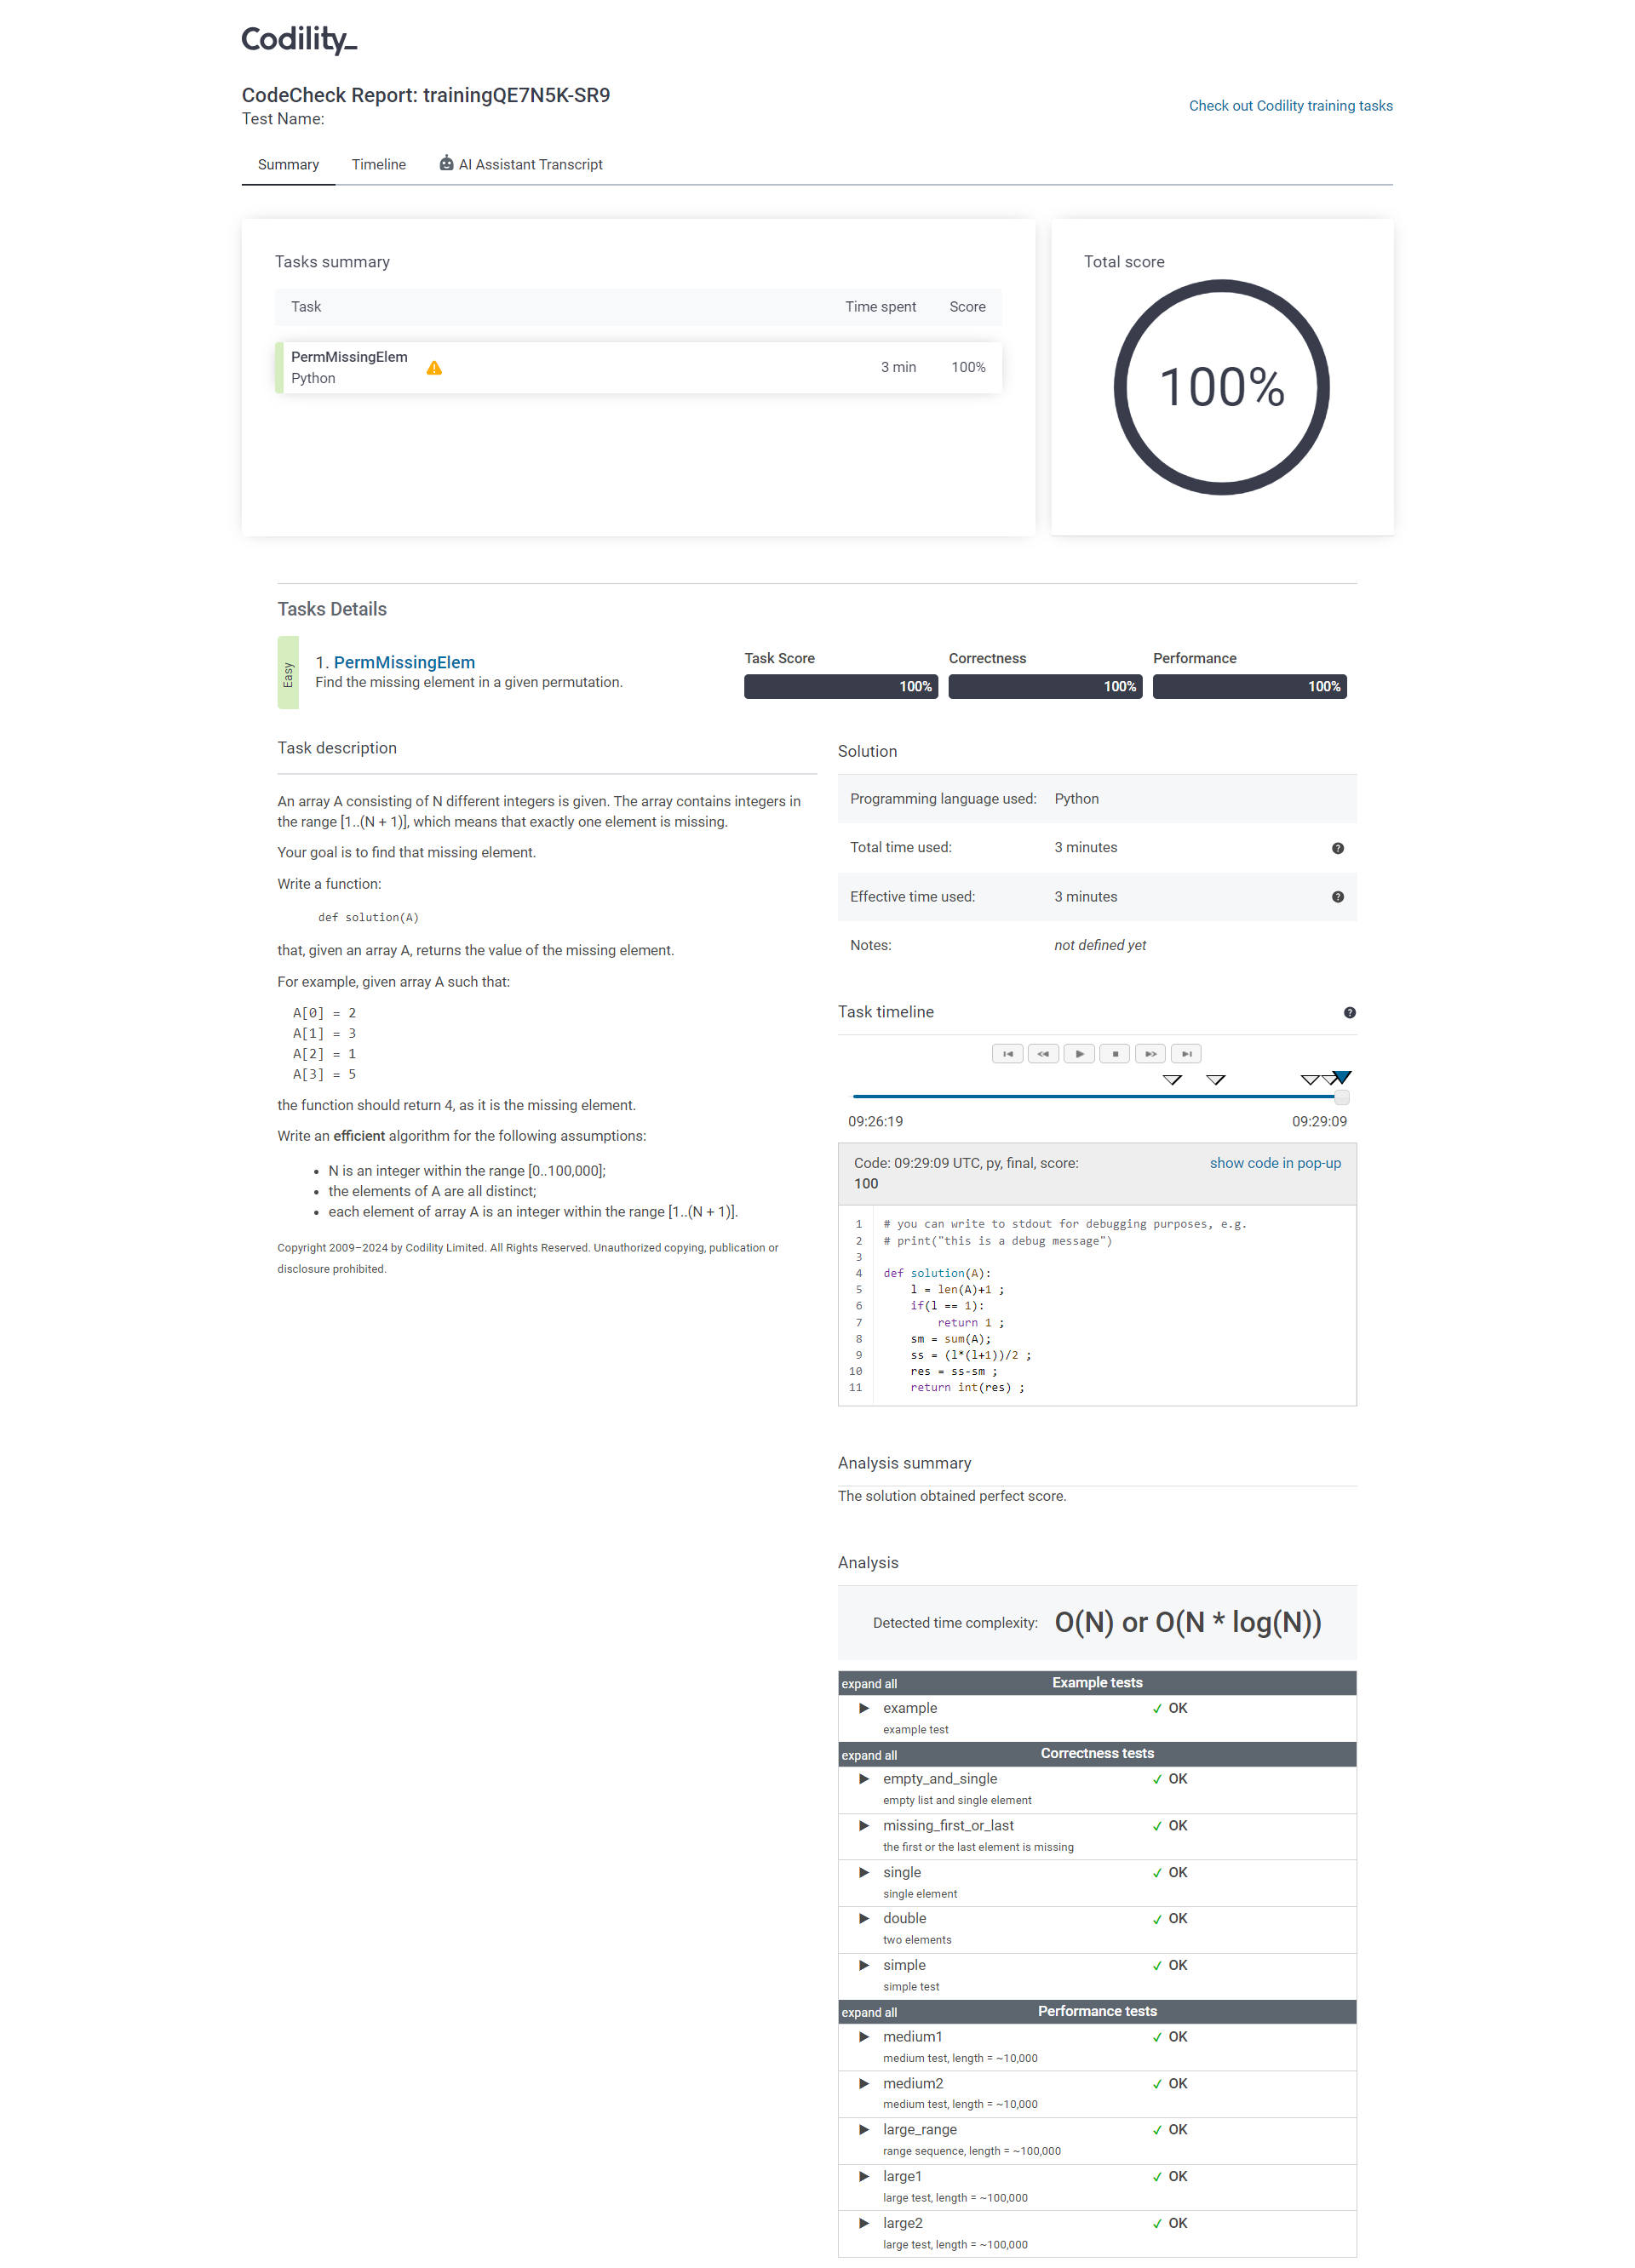 Codility_
CodeCheck Report: trainingQE7N5K-SR9
Test Name:
Check out Codility training tasks
Summary
Timeline
AI Assistant Transcript
Tasks summary
Task
Time spent
Score
PermMissingElem
Python
3 min
100%
Total score
100%
Tasks Details
Easy
1. PermMissingElem
Find the missing element in a given permutation.
Task Score
100%
Correctness
100%
Performance
100%
Task description
An array A consisting of N different integers is given. The array contains integers in
the range [1..(N + 1)], which means that exactly one element is missing.
Your goal is to find that missing element.
Write a function:
def solution(A)
that, given an array A, returns the value of the missing element.
For example, given array A such that:
A[0] = 2
A[1] = 3
A[2] = 1
A[3] = 5
the function should return 4, as it is the missing element.
Write an efficient algorithm for the following assumptions:
• N is an integer within the range [0..100,000];
• the elements of A are all distinct;
• each element of array A is an integer within the range [1..(N + 1)].
Copyright 2009–2024 by Codility Limited. All Rights Reserved. Unauthorized copying, publication or
disclosure prohibited.
Solution
Programming language used: Python
Total time used: 3 minutes
Effective time used: 3 minutes
Notes: not defined yet
Task timeline
09:26:19
09:29:09
Code: 09:29:09 UTC, py, final, score:
100
show code in pop-up
1 # you can write to stdout for debugging purposes, e.g.
2 # print("this is a debug message")
3
4 def solution(A):
5     l = len(A)+1 ;
6     if(l == 1):
7         return 1 ;
8     sm = sum(A);
9     ss = (l*(l+1))/2 ;
10     res = ss-sm ;
11     return int(res) ;
Analysis summary
The solution obtained perfect score.
Analysis
Detected time complexity: O(N) or O(N * log(N))
expand all Example tests
example ✓ OK
example test
expand all Correctness tests
empty_and_single ✓ OK
empty list and single element
missing_first_or_last ✓ OK
the first or the last element is missing
single ✓ OK
single element
double ✓ OK
two elements
simple ✓ OK
simple test
expand all Performance tests
medium1 ✓ OK
medium test, length = ~10,000
medium2 ✓ OK
medium test, length = ~10,000
large_range ✓ OK
range sequence, length = ~100,000
large1 ✓ OK
large test, length = ~100,000
large2 ✓ OK
large test, length = ~100,000